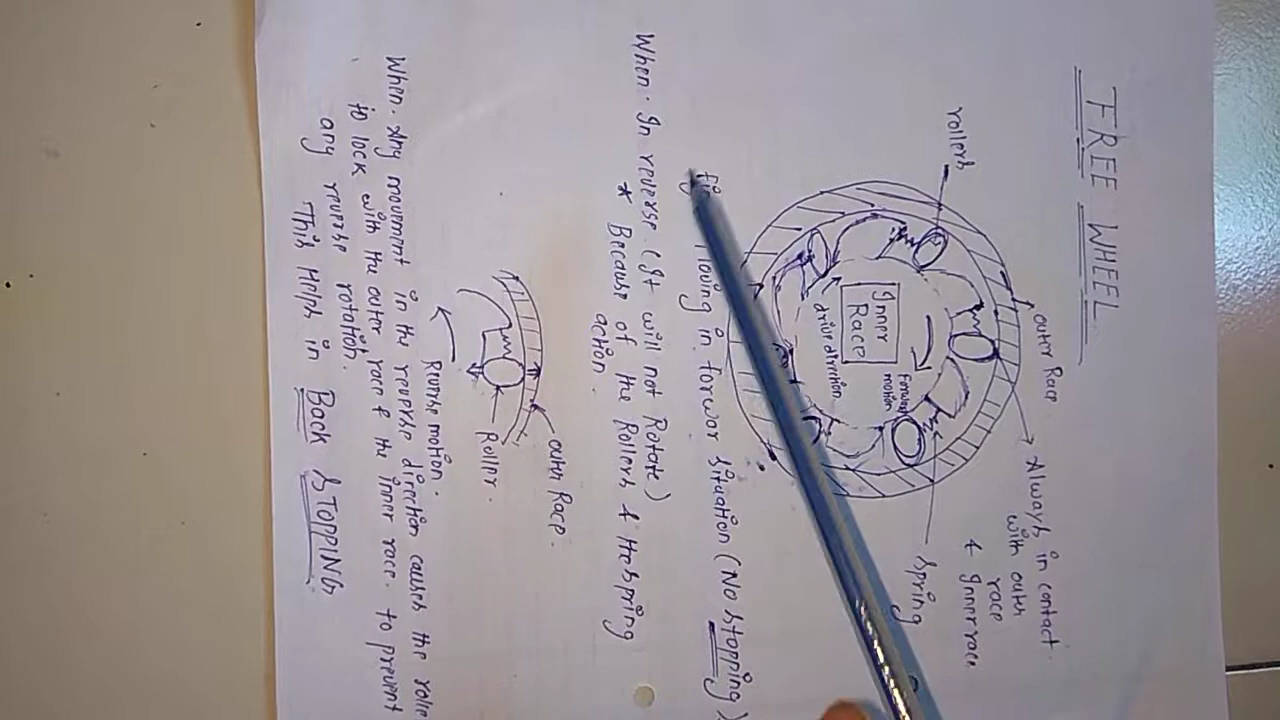 FREE WHEEL
rollers
outer Race
Always in contact
with outer
race
& Inner race
Inner
Race
forward
motion
drive direction
Spring
fig moving in forwar situation (No stopping)
When. In reverse (It will not Rotate)
* Because of the Rollers & the spring
action.
outer Race.
Roller.
Reverse motion.
When. Any movement in the reverse direction causes the
to lock with the outer race & the inner race. to prevent
any reverse rotation.
This Helps in Back STOPPING